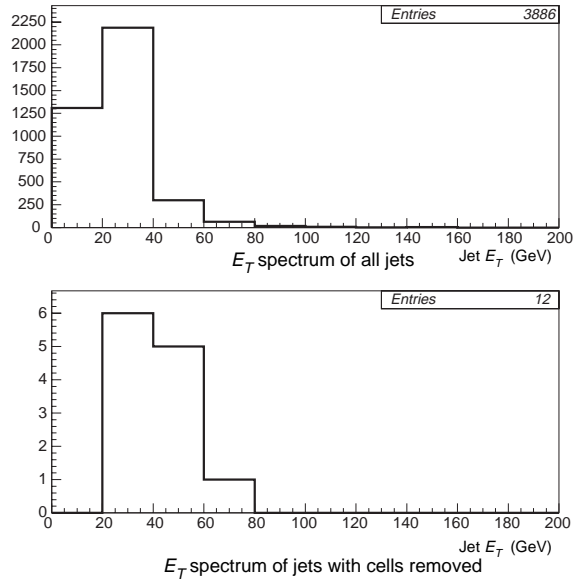 Entries 3886
2250
2000
1750
1500
1250
1000
750
500
250
0
0 20 40 60 80 100 120 140 160 180 200
E_T spectrum of all jets
Jet E_T (GeV)
Entries 12
6
5
4
3
2
1
0
0 20 40 60 80 100 120 140 160 180 200
Jet E_T (GeV)
E_T spectrum of jets with cells removed